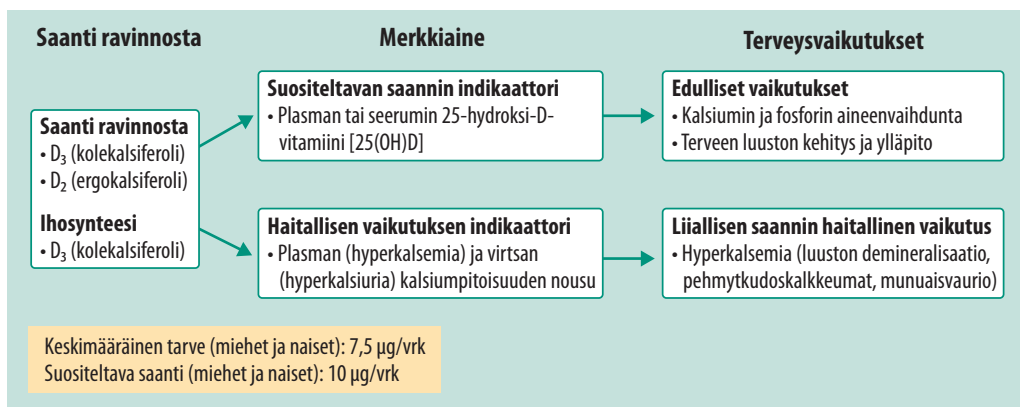 Saanti ravinnosta
Merkkiaine
Terveysvaikutukset
Saanti ravinnosta
• D₃ (kolekalsiferoli)
• D₂ (ergokalsiferoli)
Ihosynteesi
• D₃ (kolekalsiferoli)
Suositeltavan saannin indikaattori
• Plasman tai seerumin 25-hydroksi-D-
vitamiini [25(OH)D]
Edulliset vaikutukset
• Kalsiumin ja fosforin aineenvaihdunta
• Terveen luuston kehitys ja ylläpito
Haitallisen vaikutuksen indikaattori
• Plasman (hyperkalsemia) ja virtsan
(hyperkalsiuria) kalsiumpitoisuuden nousu
Liiallisen saannin haitallinen vaikutus
• Hyperkalsemia (luuston demineralisaatio,
pehmytkudoskalkkeumat, munuaisvaurio)
Keskimääräinen tarve (miehet ja naiset): 7,5 µg/vrk
Suositeltava saanti (miehet ja naiset): 10 µg/vrk